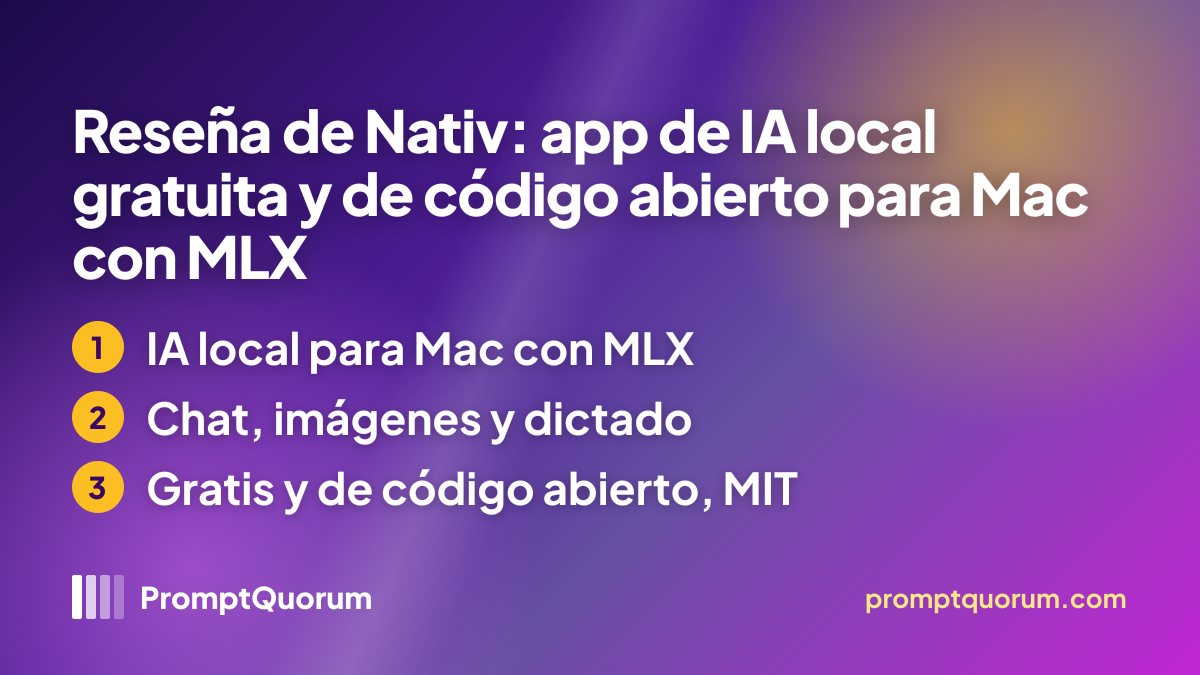 Reseña de Nativ: app de IA local
gratuita y de código abierto para Mac
con MLX
1 IA local para Mac con MLX
2 Chat, imágenes y dictado
3 Gratis y de código abierto, MIT
PromptQuorum
promptquorum.com